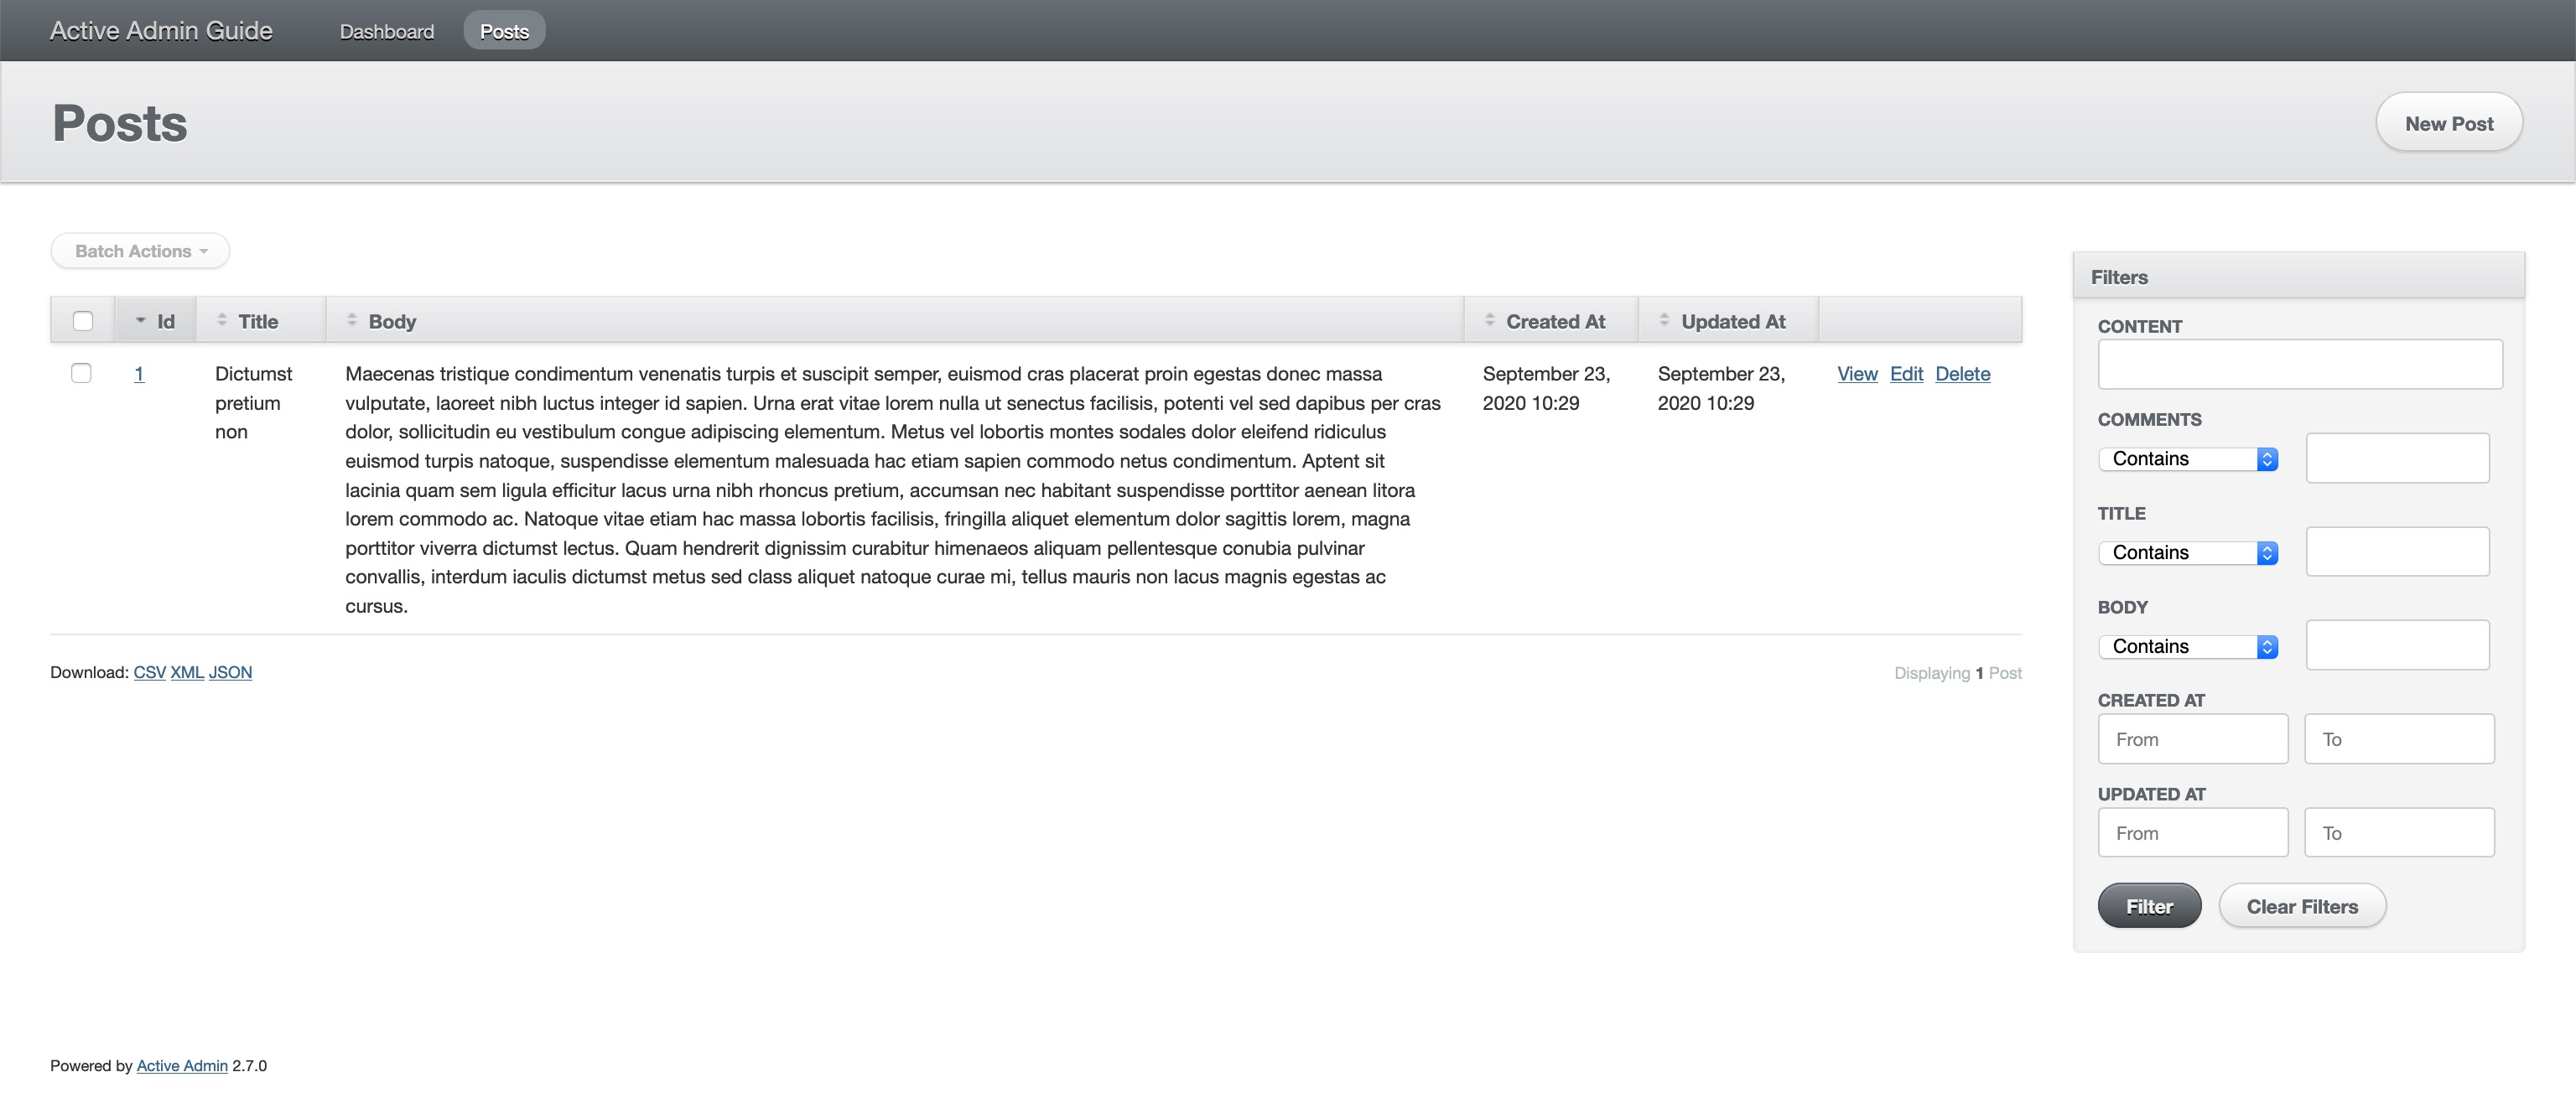 Active Admin Guide Dashboard Posts
Posts
New Post
Batch Actions
Id Title Body Created At Updated At
1 Dictumst pretium non
Maecenas tristique condimentum venenatis turpis et suscipit semper, euismod cras placerat proin egestas donec massa
vulputate, laoreet nibh luctus integer id sapien. Urna erat vitae lorem nulla ut senectus facilisis, potenti vel sed dapibus per cras
dolor, sollicitudin eu vestibulum congue adipiscing elementum. Metus vel lobortis montes sodales dolor eleifend ridiculus
euismod turpis natoque, suspendisse elementum malesuada hac etiam sapien commodo netus condimentum. Aptent sit
lacinia quam sem ligula efficitur lacus urna nibh rhoncus pretium, accumsan nec habitant suspendisse porttitor aenean litora
lorem commodo ac. Natoque vitae etiam hac massa lobortis facilisis, fringilla aliquet elementum dolor sagittis lorem, magna
porttitor viverra dictumst lectus. Quam hendrerit dignissim curabitur himenaeos aliquam pellentesque conubia pulvinar
convallis, interdum iaculis dictumst metus sed class aliquet natoque curae mi, tellus mauris non lacus magnis egestas ac
cursus.
September 23,
2020 10:29
September 23,
2020 10:29
View Edit Delete
Download: CSV XML JSON
Displaying 1 Post
Filters
CONTENT
COMMENTS
Contains
TITLE
Contains
BODY
Contains
CREATED AT
From To
UPDATED AT
From To
Filter Clear Filters
Powered by Active Admin 2.7.0